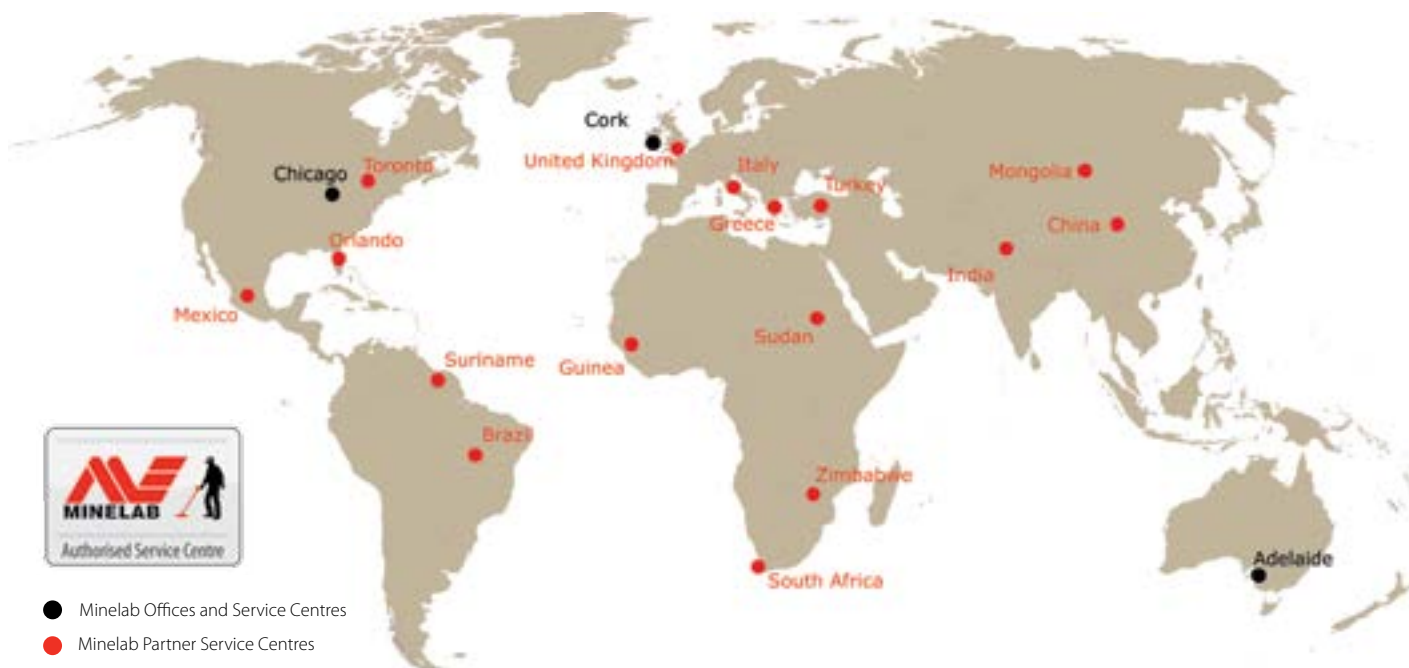 Cork
United Kingdom
Italy
Turkey
Greece
Mongolia
China
India
Chicago
Toronto
Orlando
Mexico
Suriname
Brazil
Guinea
Sudan
Zimbabwe
South Africa
Adelaide
MINELAB
Authorised Service Centre
Minelab Offices and Service Centres
Minelab Partner Service Centres